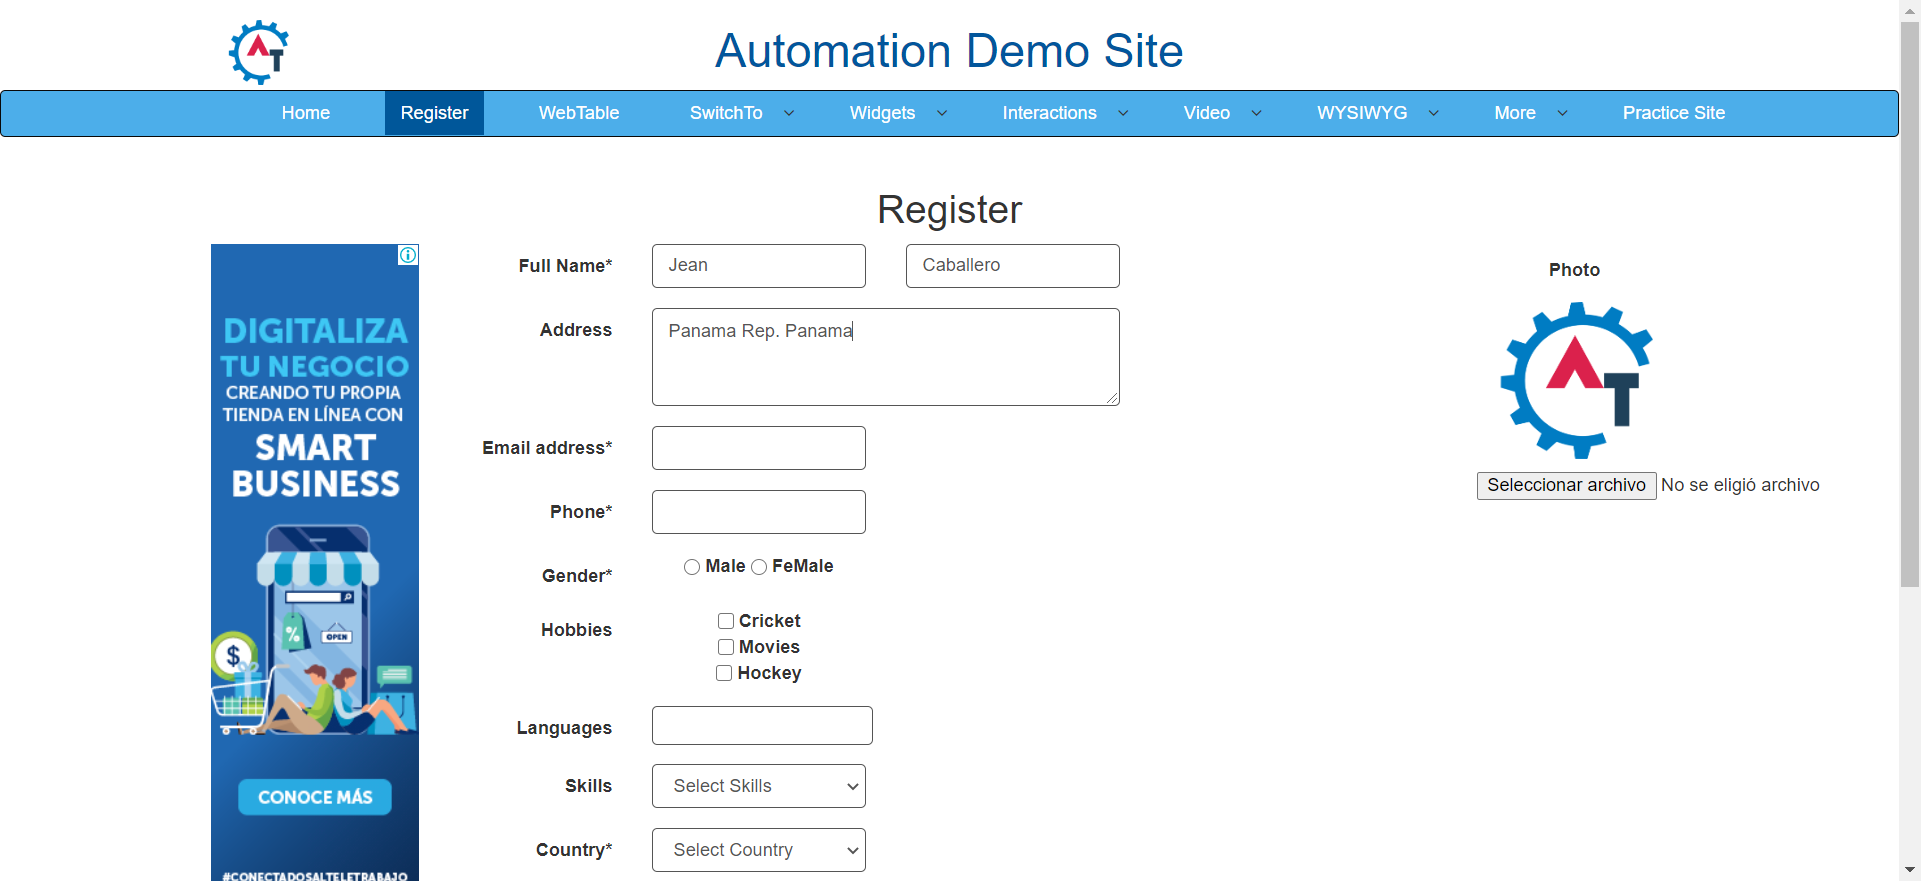 AT
Automation Demo Site
Home Register WebTable SwitchTo Widgets Interactions Video WYSIWYG More Practice Site
Register
DIGITALIZA
TU NEGOCIO
CREANDO TU PROPIA
TIENDA EN LÍNEA CON
SMART
BUSINESS
%
OPEN
$
CONOCE MÁS
#CONECTADOSALTELETRABAJO
Full Name* Jean Caballero
Address Panama Rep. Panama
Email address*
Phone*
Gender* Male FeMale
Hobbies Cricket
Movies
Hockey
Languages
Skills Select Skills
Country* Select Country
Photo
AT
Seleccionar archivo No se eligió archivo